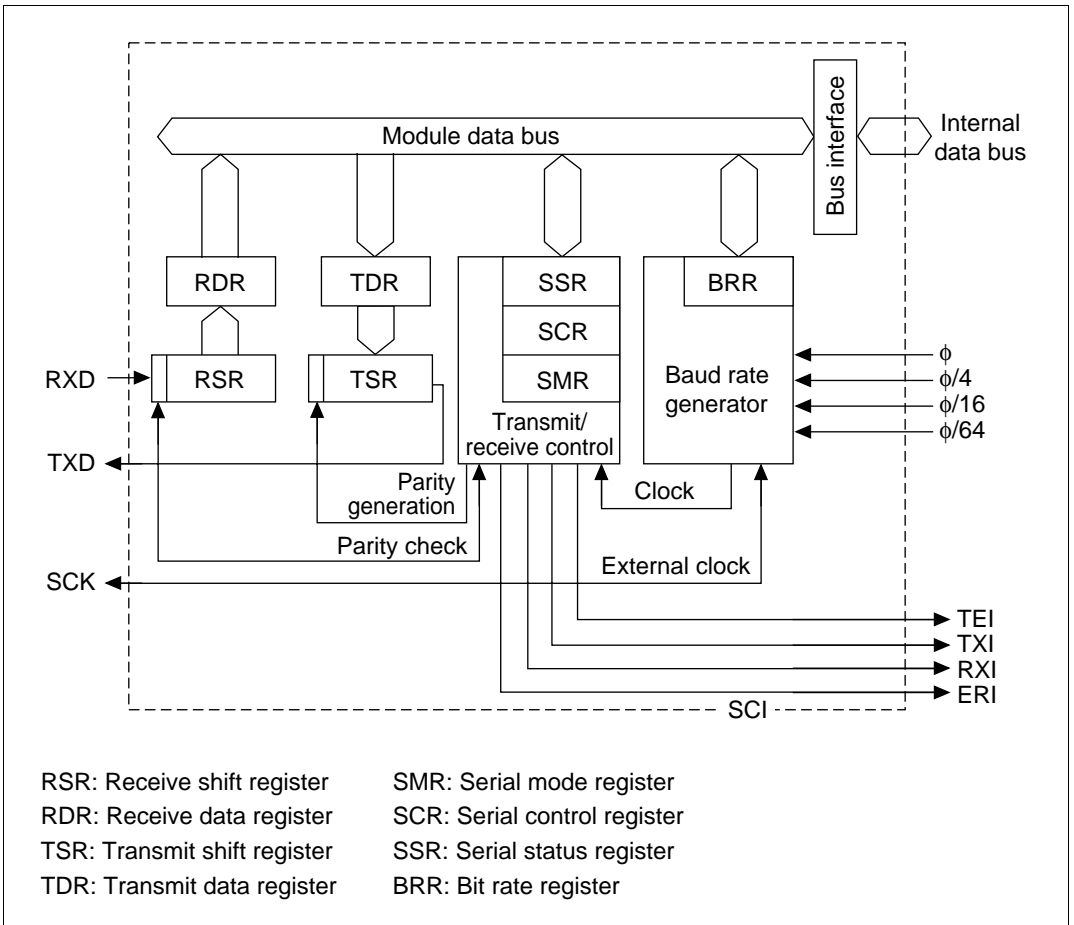 Module data bus
Bus interface
Internal
data bus
RDR
TDR
SSR
BRR
SCR
RXD
RSR
TSR
SMR
Baud rate
generator
ϕ
ϕ/4
ϕ/16
ϕ/64
Transmit/
receive control
TXD
Parity
generation
Clock
Parity check
SCK
External clock
TEI
TXI
RXI
ERI
SCI
RSR: Receive shift register
RDR: Receive data register
TSR: Transmit shift register
TDR: Transmit data register
SMR: Serial mode register
SCR: Serial control register
SSR: Serial status register
BRR: Bit rate register